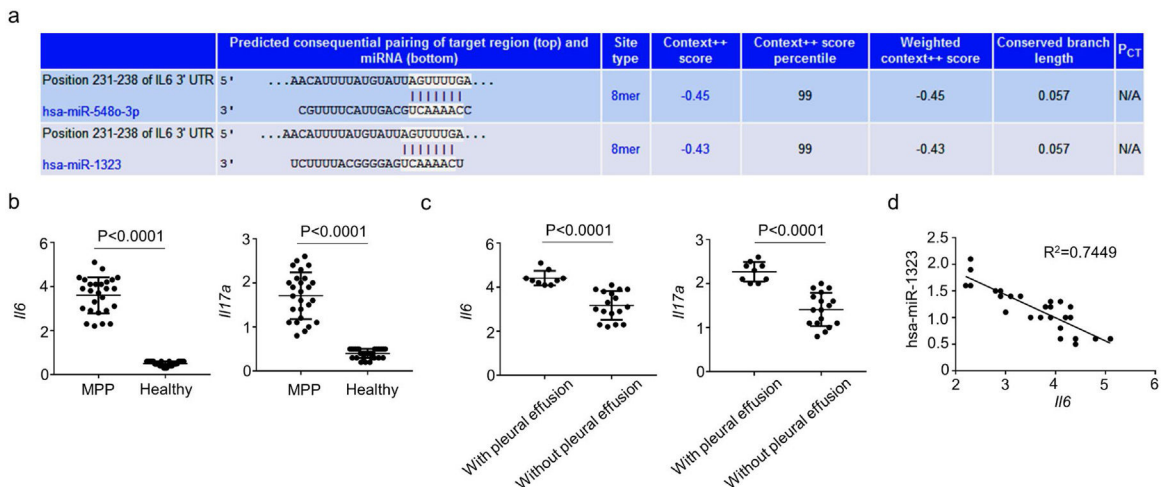 a
Predicted consequential pairing of target region (top) and miRNA (bottom)
Site type
Context++ score
Context++ score percentile
Weighted context++ score
Conserved branch length
PCT
Position 231-238 of IL6 3' UTR 5' ...AACAUUUUAUGUAUUAGUUUUGA...
hsa-miR-548o-3p 3' CGUUUUCAUUGACGUCAAAACC
8mer -0.45 99 -0.45 0.057 N/A
Position 231-238 of IL6 3' UTR 5' ...AACAUUUUAUGUAUUAGUUUUGA...
hsa-miR-1323 3' UCUUUUACGGGGAGUCAAAACU
8mer -0.43 99 -0.43 0.057 N/A
b
P<0.0001
Il6
6
4
2
0
MPP Healthy
P<0.0001
Il17a
3
2
1
0
MPP Healthy
c
P<0.0001
Il6
6
4
2
0
With pleural effusion
Without pleural effusion
P<0.0001
Il17a
3
2
1
0
With pleural effusion
Without pleural effusion
d
R²=0.7449
hsa-miR-1323
2.5
2.0
1.5
1.0
0.5
0.0
2 3 4 5 6
Il6